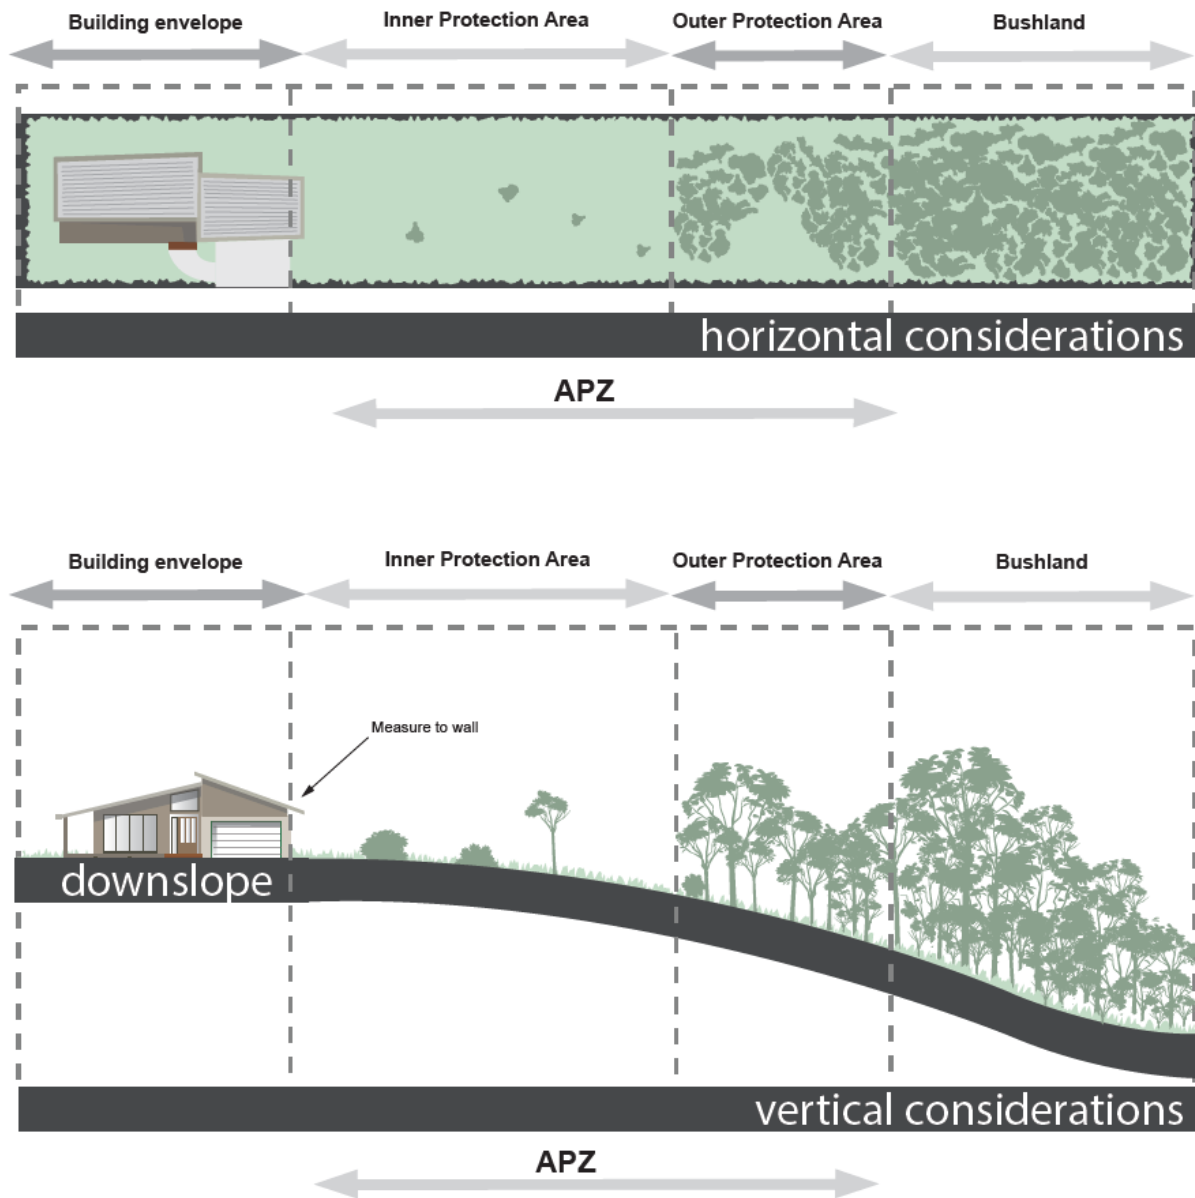 Building envelope
Inner Protection Area
Outer Protection Area
Bushland
horizontal considerations
APZ
Building envelope
Inner Protection Area
Outer Protection Area
Bushland
Measure to wall
downslope
vertical considerations
APZ